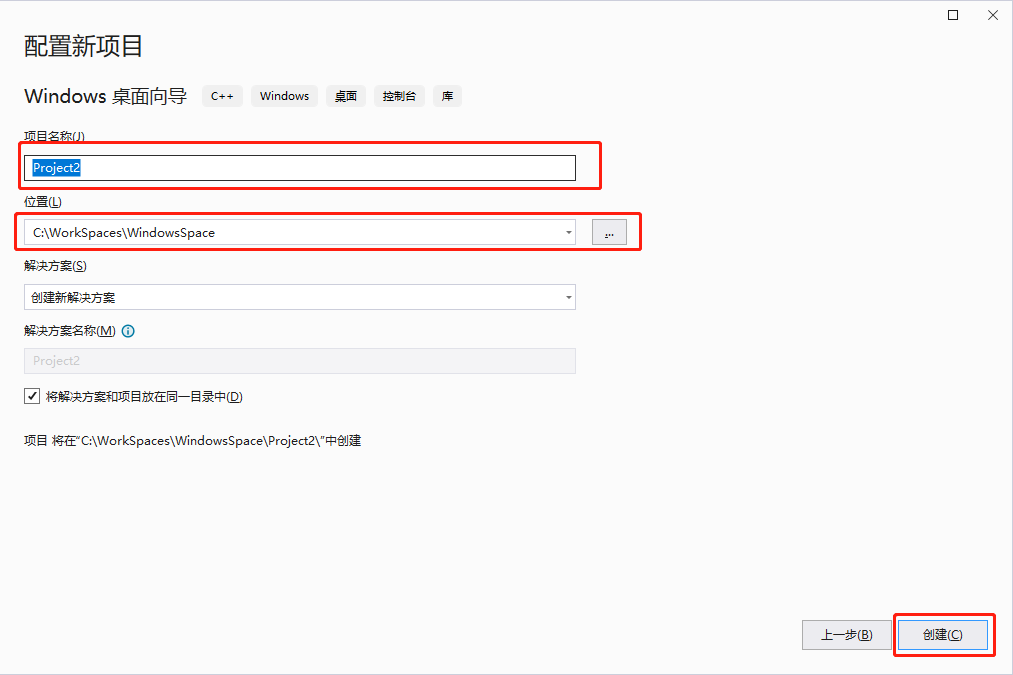 配置新项目
Windows 桌面向导 C++ Windows 桌面 控制台 库
项目名称(J)
Project2
位置(L)
C:\WorkSpaces\WindowsSpace ...
解决方案(S)
创建新解决方案
解决方案名称(M)
Project2
将解决方案和项目放在同一目录中(D)
项目 将在"C:\WorkSpaces\WindowsSpace\Project2\"中创建
上一步(B) 创建(C)